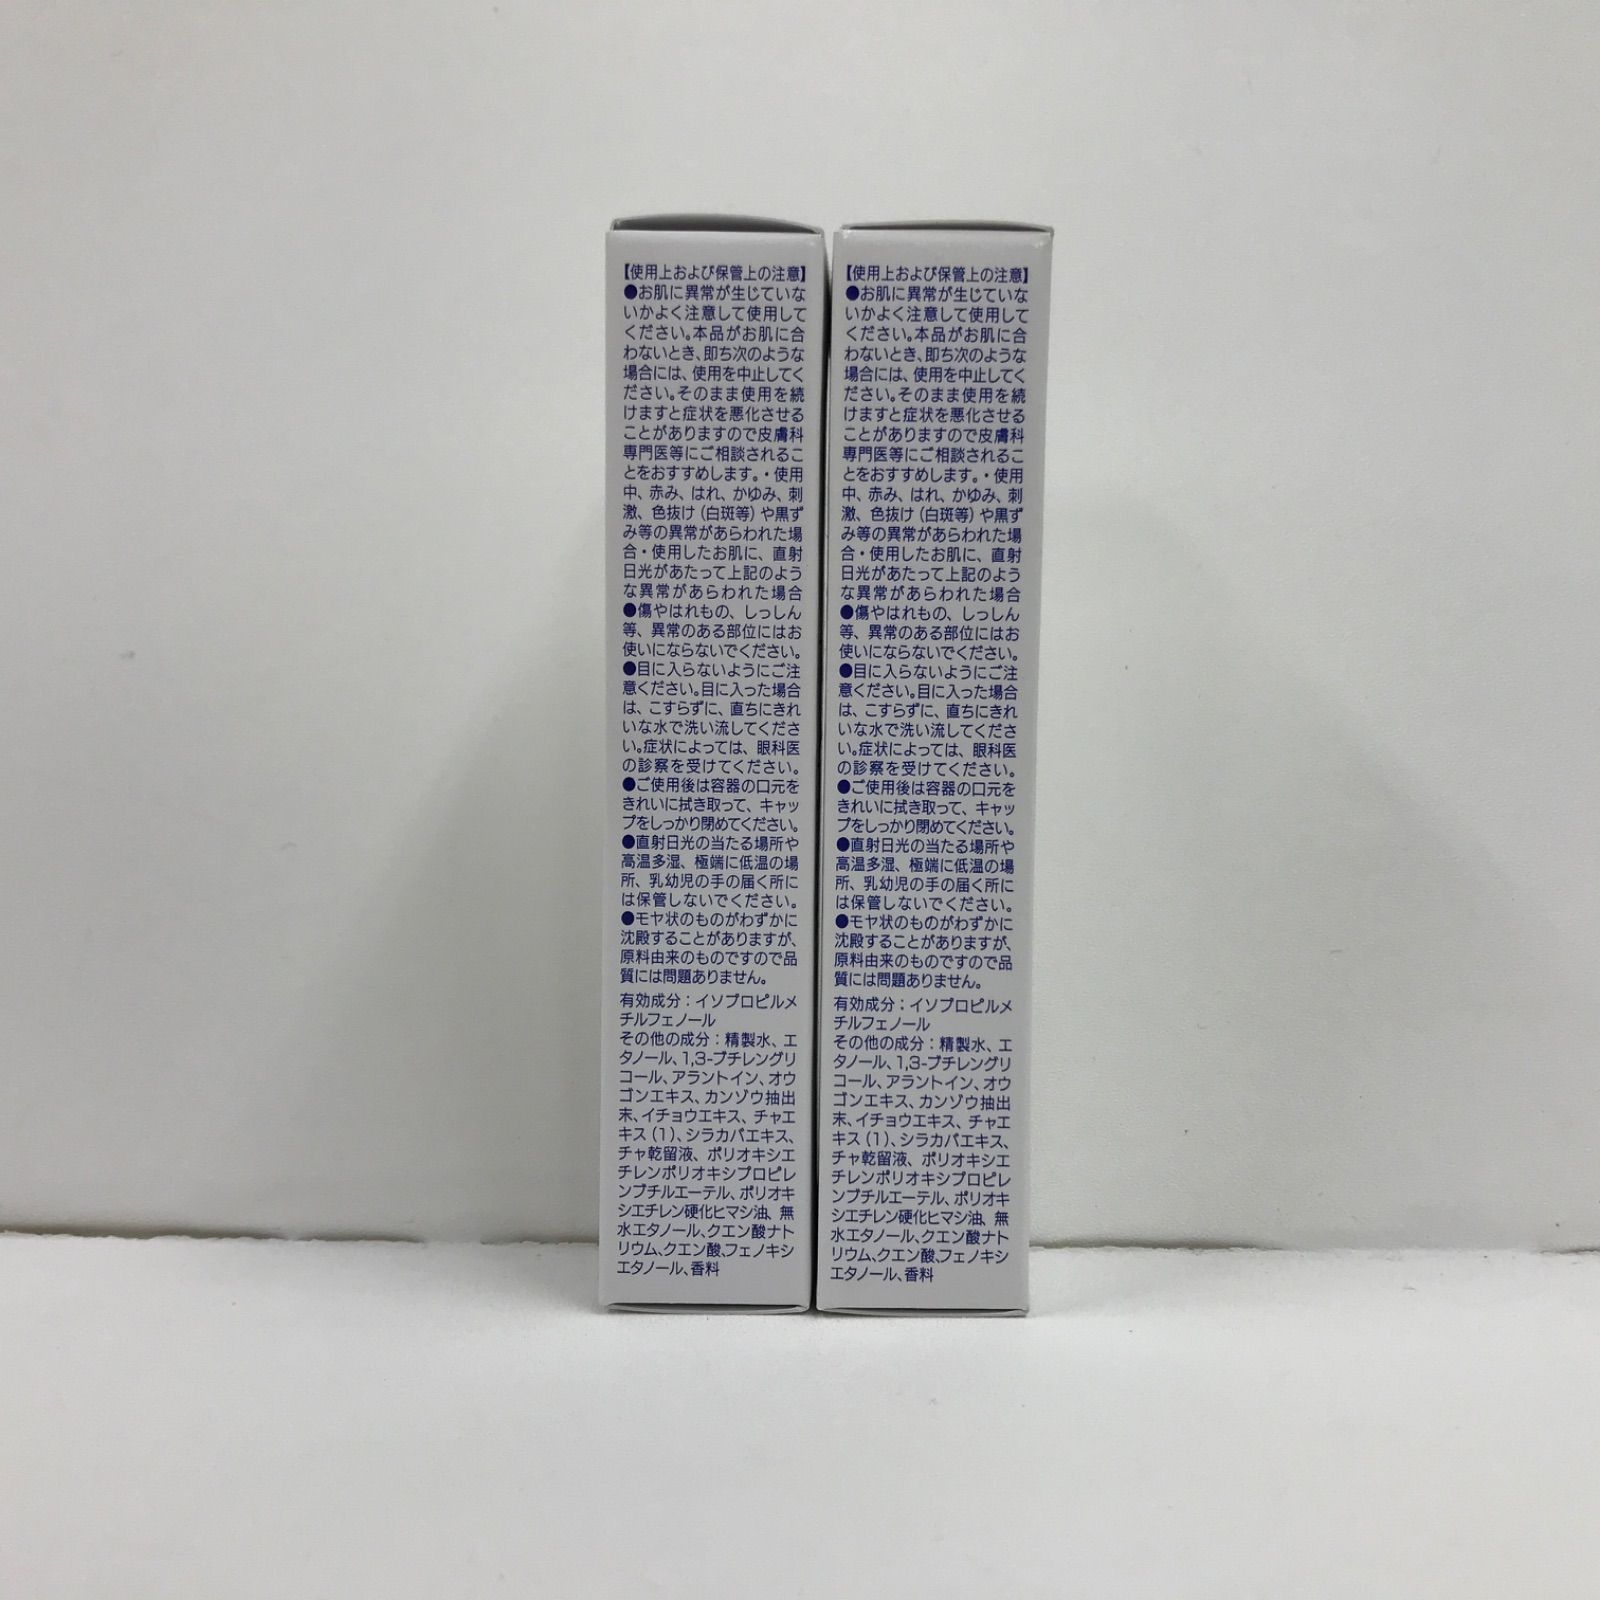 【使用上および保管上の注意】
●お肌に異常が生じていな
いかよく注意して使用して
ください。本品がお肌に合
わないとき、即ち次のような
場合には、使用を中止してく
ださい。そのまま使用を続
けますと症状を悪化させる
ことがありますので皮膚科
専門医等にご相談されるこ
とをおすすめします。・使用
中、赤み、はれ、かゆみ、刺
激、色抜け(白斑等)や黒ず
み等の異常があらわれた場
合・使用したお肌に、直射
日光があたって上記のよう
な異常があらわれた場合
●傷やはれもの、しっしん
等、異常のある部位にはお
使いにならないでください。
●目に入らないようにご注
意ください。目に入った場合
は、こすらずに、直ちにきれ
いな水で洗い流してくださ
い。症状によっては、眼科医
の診察を受けてください。
●ご使用後は容器の口元を
きれいに拭き取って、キャッ
プをしっかり閉めてください。
●直射日光の当たる場所や
高温多湿、極端に低温の場
所、乳幼児の手の届く所に
は保管しないでください。
●モヤ状のものがわずかに
沈殿することがありますが、
原料由来のものですので品
質には問題ありません。
有効成分：イソプロピルメ
チルフェノール
その他の成分：精製水、エ
タノール、1,3-ブチレングリ
コール、アラントイン、オウ
ゴンエキス、カンゾウ抽出
末、イチョウエキス、チャエ
キス(1)、シラカバエキス、
チャ乾留液、ポリオキシエ
チレンポリオキシプロピレ
ンブチルエーテル、ポリオキ
シエチレン硬化ヒマシ油、無
水エタノール、クエン酸ナト
リウム、クエン酸、フェノキシ
エタノール、香料
【使用上および保管上の注意】
●お肌に異常が生じていな
いかよく注意して使用して
ください。本品がお肌に合
わないとき、即ち次のような
場合には、使用を中止してく
ださい。そのまま使用を続
けますと症状を悪化させる
ことがありますので皮膚科
専門医等にご相談されるこ
とをおすすめします。・使用
中、赤み、はれ、かゆみ、刺
激、色抜け(白斑等)や黒ず
み等の異常があらわれた場
合・使用したお肌に、直射
日光があたって上記のよう
な異常があらわれた場合
●傷やはれもの、しっしん
等、異常のある部位にはお
使いにならないでください。
●目に入らないようにご注
意ください。目に入った場合
は、こすらずに、直ちにきれ
いな水で洗い流してくださ
い。症状によっては、眼科医
の診察を受けてください。
●ご使用後は容器の口元を
きれいに拭き取って、キャッ
プをしっかり閉めてください。
●直射日光の当たる場所や
高温多湿、極端に低温の場
所、乳幼児の手の届く所に
は保管しないでください。
●モヤ状のものがわずかに
沈殿することがありますが、
原料由来のものですので品
質には問題ありません。
有効成分：イソプロピルメ
チルフェノール
その他の成分：精製水、エ
タノール、1,3-ブチレングリ
コール、アラントイン、オウ
ゴンエキス、カンゾウ抽出
末、イチョウエキス、チャエ
キス(1)、シラカバエキス、
チャ乾留液、ポリオキシエ
チレンポリオキシプロピレ
ンブチルエーテル、ポリオキ
シエチレン硬化ヒマシ油、無
水エタノール、クエン酸ナト
リウム、クエン酸、フェノキシ
エタノール、香料